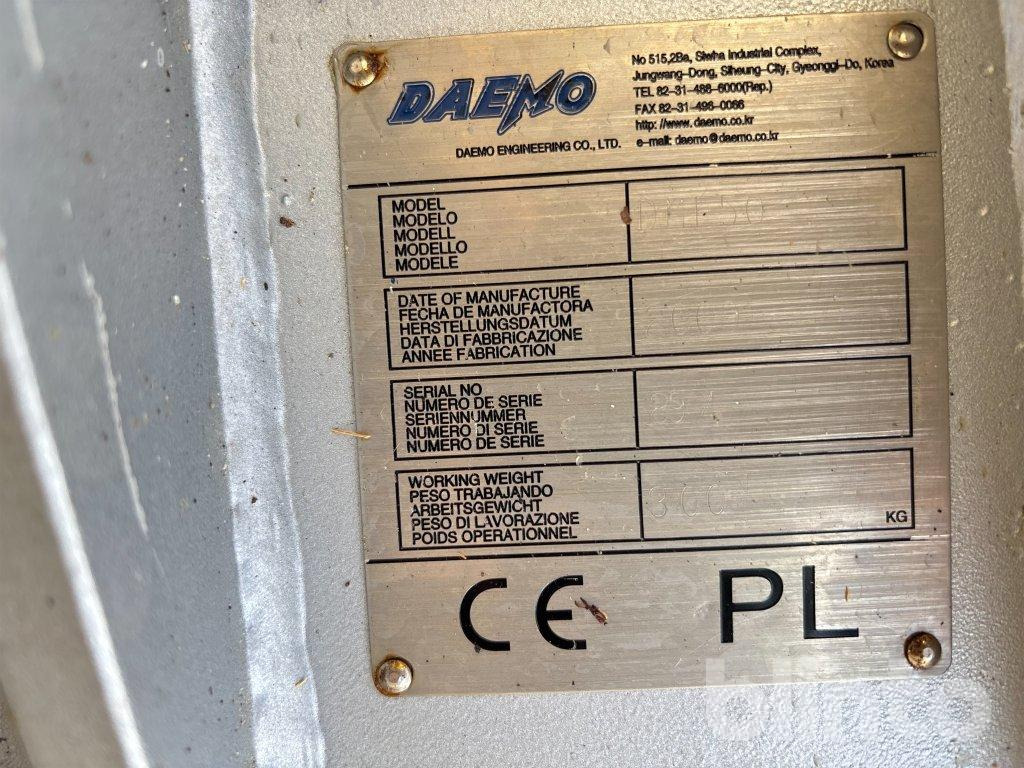 DAEMO
DAEMO ENGINEERING CO., LTD.
No 515,2Ba, Siwha Industrial Complex,
Jungwang-Dong, Siheung-City, Gyeonggi-Do, Korea
TEL 82-31-488-6000(Rep.)
FAX 82-31-498-0066
http: //www. daemo.co.kr
e-mail: daemo@daemo.co.kr
MODEL
MODELO
MODELL
MODELLO
MODELE
DATE OF MANUFACTURE
FECHA DE MANUFACTORA
HERSTELLUNGSDATUM
DATA DI FABBRICAZIONE
ANNEE FABRICATION
SERIAL NO
NUMERO DE SERIE
SERIENNUMMER
NUMERO DI SERIE
NUMERO DE SERIE
WORKING WEIGHT
PESO TRABAJANDO
ARBEITSGEWICHT
PESO DI LAVORAZIONE
POIDS OPERATIONNEL
300
KG
CE PL
blinto